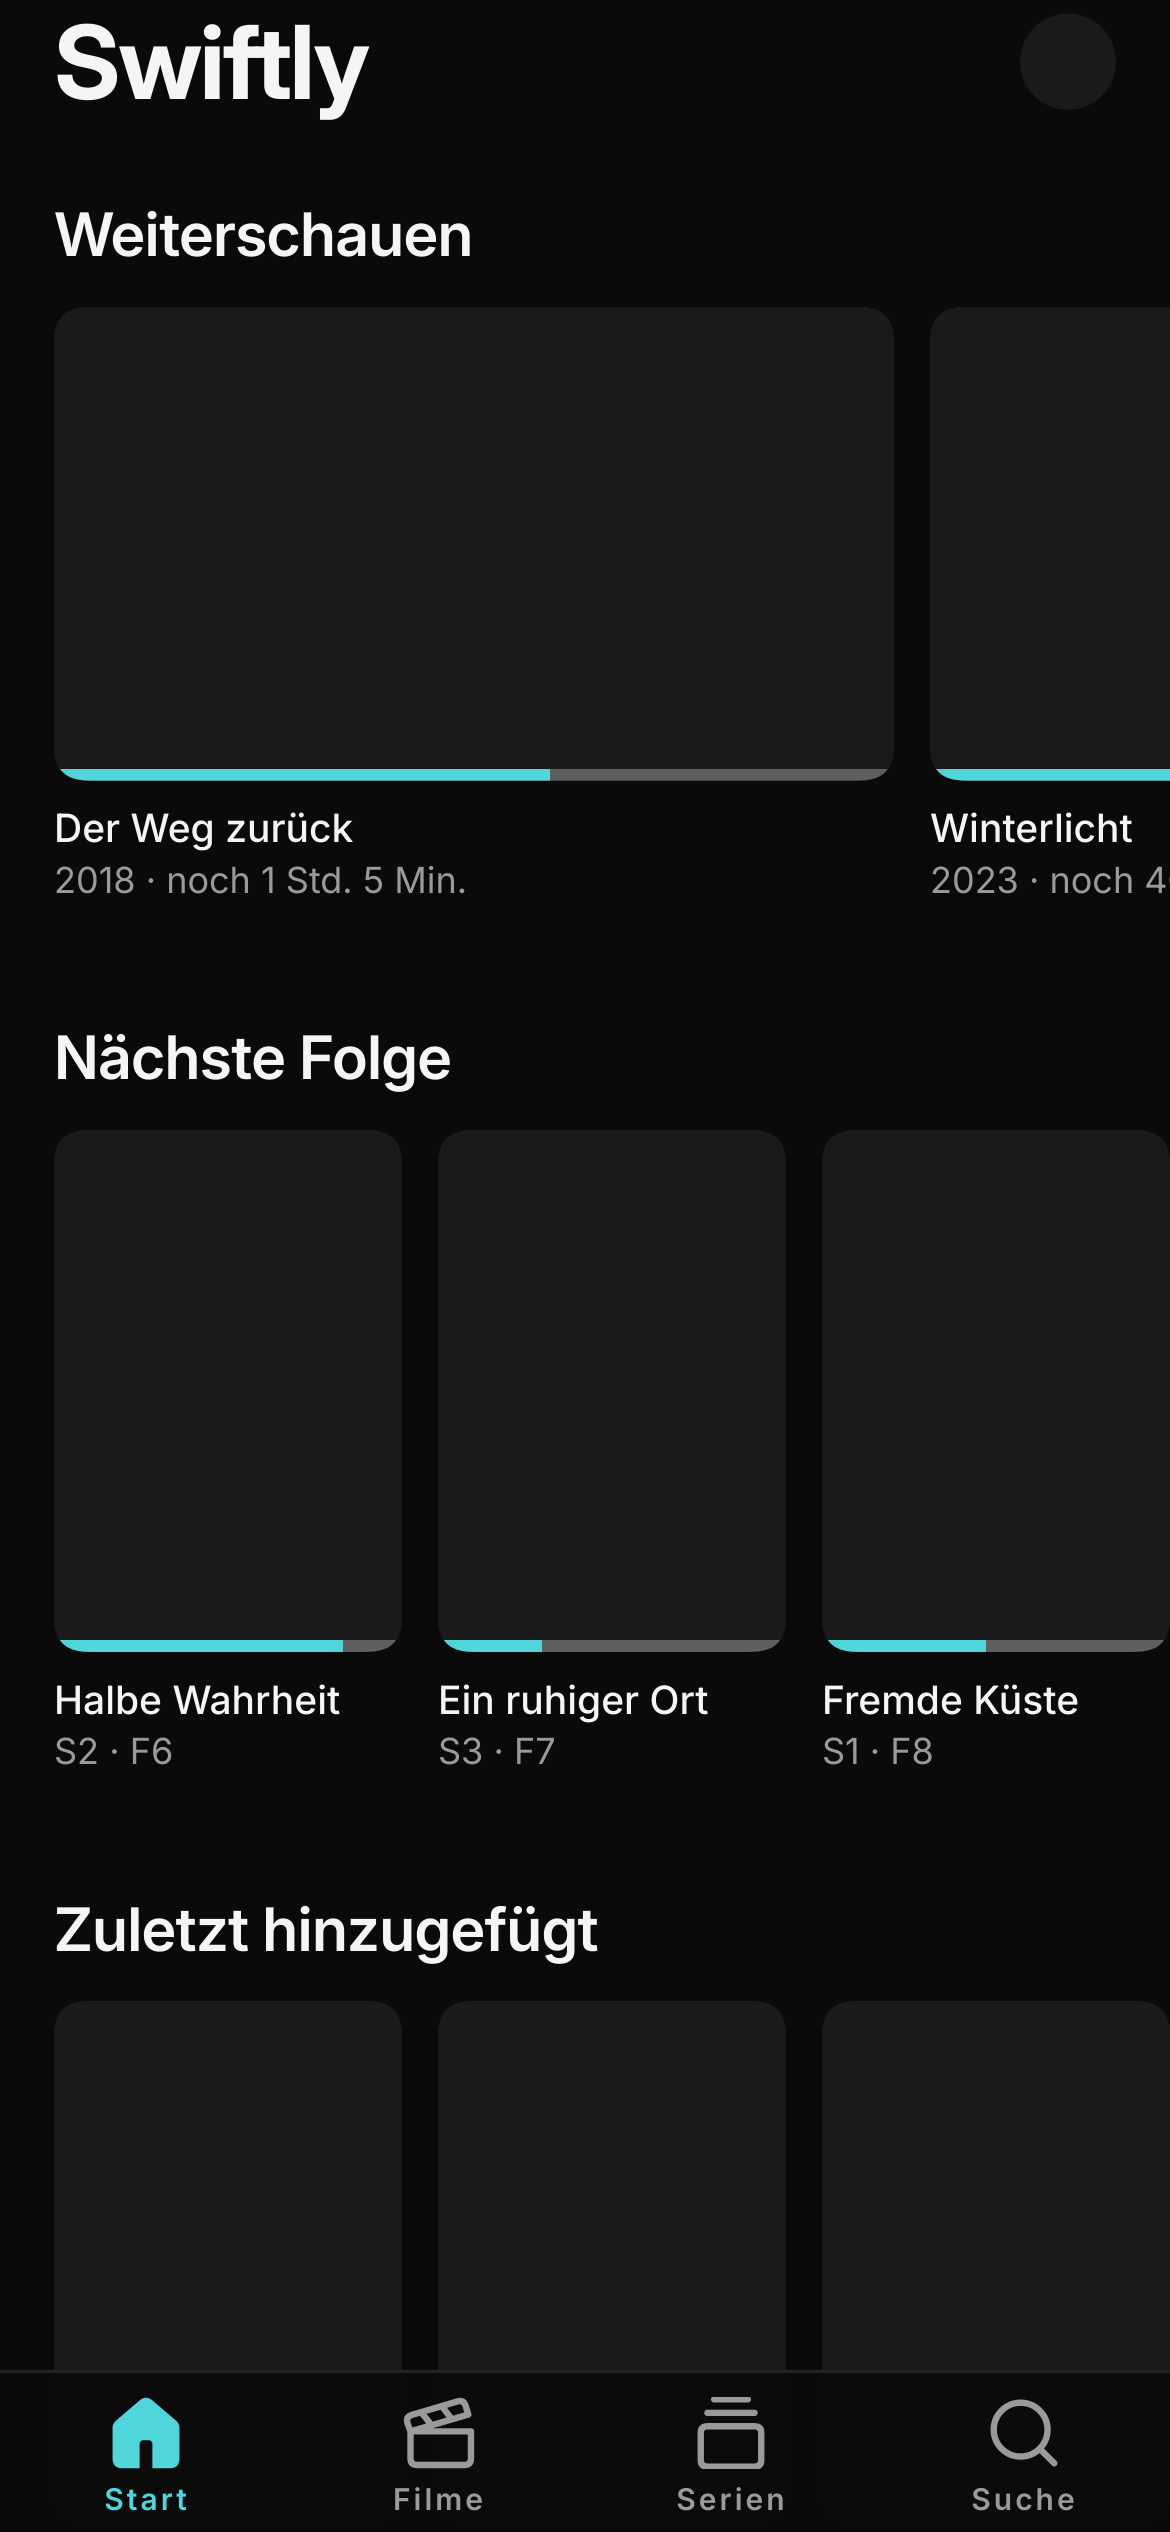 Swiftly
Weiterschauen
Der Weg zurück
2018 · noch 1 Std. 5 Min.
Winterlicht
2023 · noch
Nächste Folge
Halbe Wahrheit
S2 · F6
Ein ruhiger Ort
S3 · F7
Fremde Küste
S1 · F8
Zuletzt hinzugefügt
Start
Filme
Serien
Suche